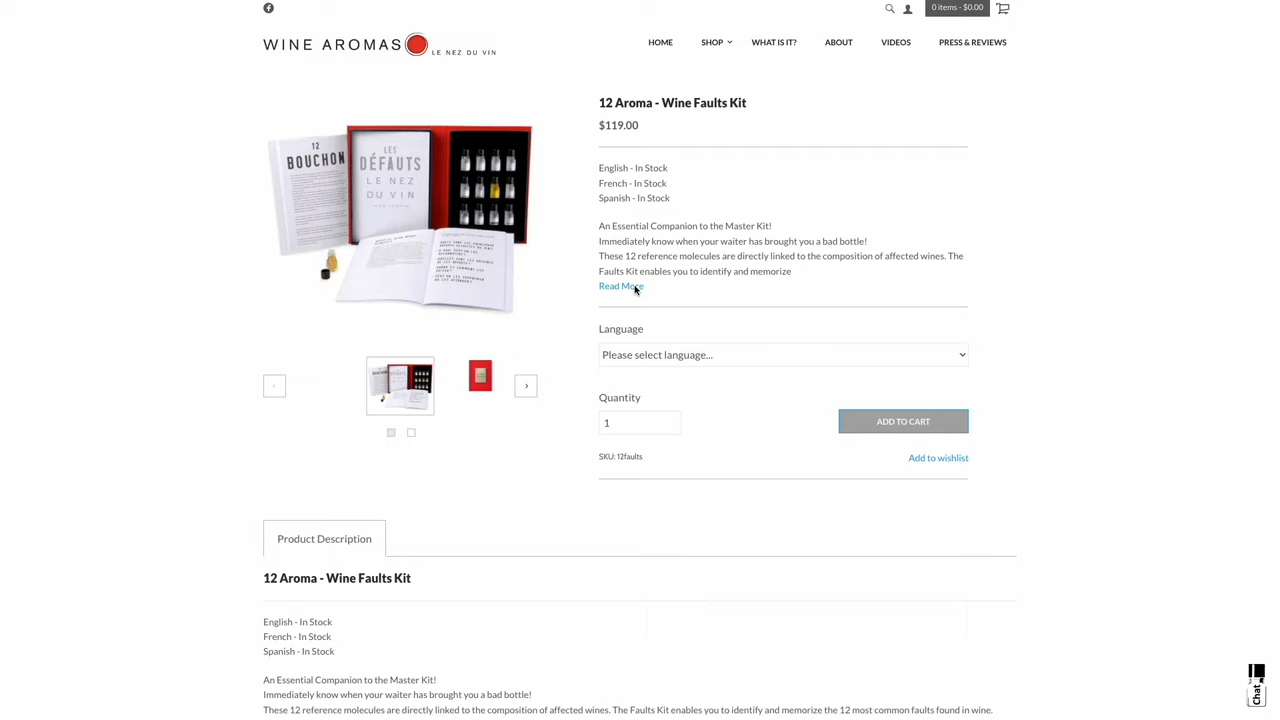 0 items - $0.00
WINE AROMAS LE NEZ DU VIN
HOME SHOP WHAT IS IT? ABOUT VIDEOS PRESS & REVIEWS
12
BOUCHON
LES
DÉFAUTS
LE NEZ
DU VIN
12 Aroma - Wine Faults Kit
$119.00
English - In Stock
French - In Stock
Spanish - In Stock
An Essential Companion to the Master Kit!
Immediately know when your waiter has brought you a bad bottle!
These 12 reference molecules are directly linked to the composition of affected wines. The
Faults Kit enables you to identify and memorize
Read More
Language
Please select language...
Quantity
1
ADD TO CART
SKU: 12faults
Add to wishlist
Product Description
12 Aroma - Wine Faults Kit
English - In Stock
French - In Stock
Spanish - In Stock
An Essential Companion to the Master Kit!
Immediately know when your waiter has brought you a bad bottle!
These 12 reference molecules are directly linked to the composition of affected wines. The Faults Kit enables you to identify and memorize the 12 most common faults found in wine.
Chat